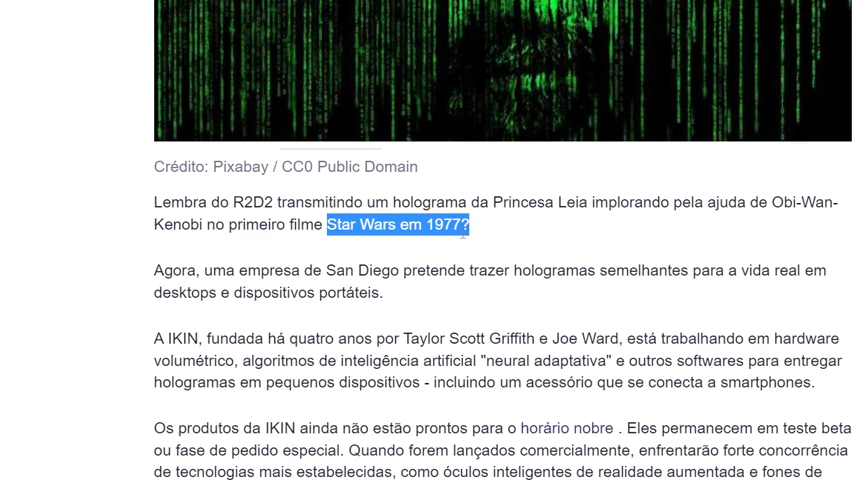 Crédito: Pixabay / CC0 Public Domain
Lembra do R2D2 transmitindo um holograma da Princesa Leia implorando pela ajuda de Obi-Wan-
Kenobi no primeiro filme Star Wars em 1977?
Agora, uma empresa de San Diego pretende trazer hologramas semelhantes para a vida real em
desktops e dispositivos portáteis.
A IKIN, fundada há quatro anos por Taylor Scott Griffith e Joe Ward, está trabalhando em hardware
volumétrico, algoritmos de inteligência artificial "neural adaptativa" e outros softwares para entregar
hologramas em pequenos dispositivos - incluindo um acessório que se conecta a smartphones.
Os produtos da IKIN ainda não estão prontos para o horário nobre . Eles permanecem em teste beta
ou fase de pedido especial. Quando forem lançados comercialmente, enfrentarão forte concorrência
de tecnologias mais estabelecidas, como óculos inteligentes de realidade aumentada e fones de